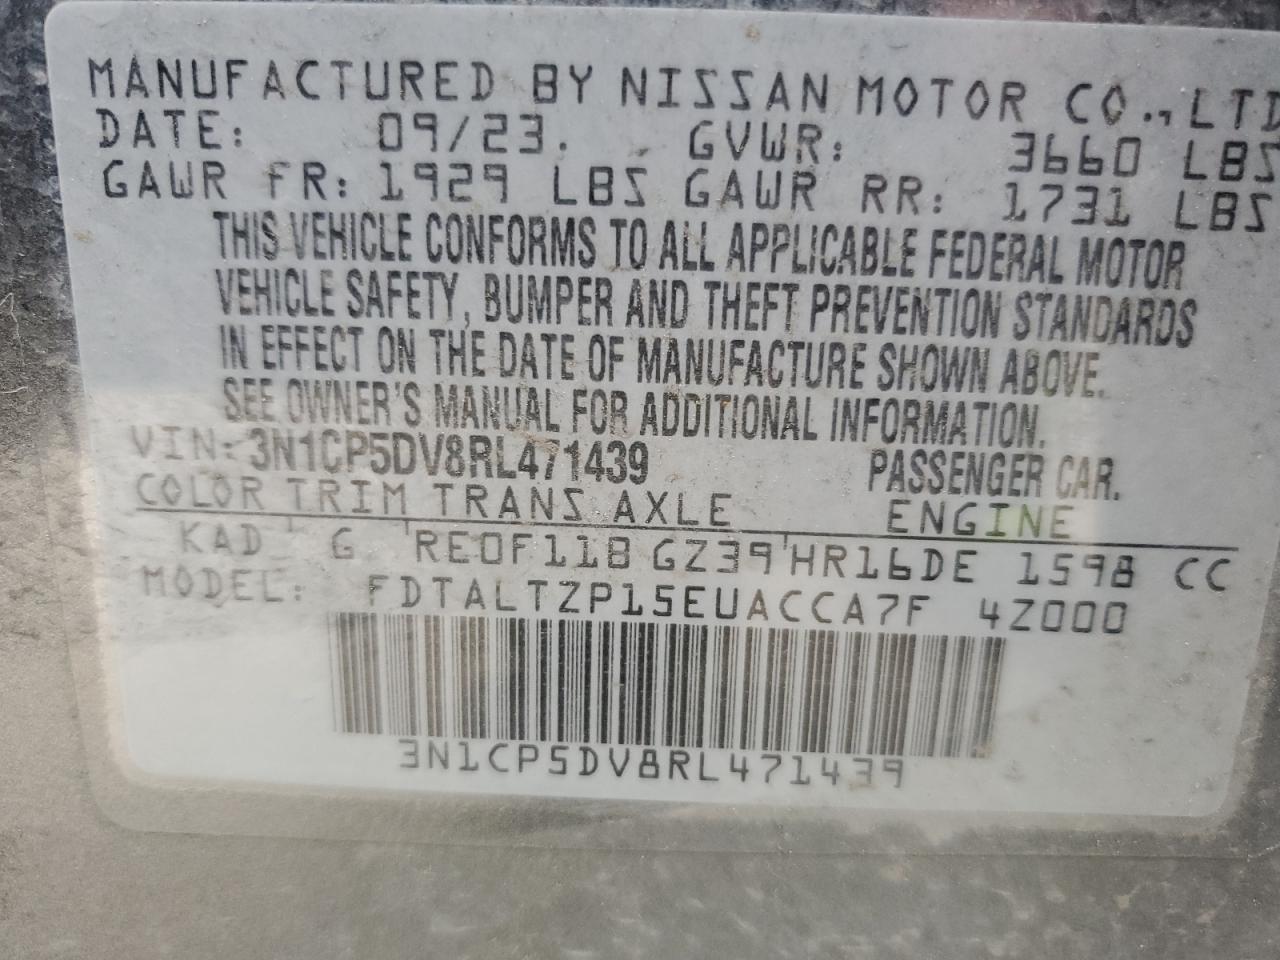 MANUFACTURED BY NISSAN MOTOR CO., LTD
DATE: 09/23. GVWR: 3660 LBS
GAWR FR: 1929 LBS GAWR RR: 1731 LBS
THIS VEHICLE CONFORMS TO ALL APPLICABLE FEDERAL MOTOR
VEHICLE SAFETY, BUMPER AND THEFT PREVENTION STANDARDS
IN EFFECT ON THE DATE OF MANUFACTURE SHOWN ABOVE.
SEE OWNER'S MANUAL FOR ADDITIONAL INFORMATION.
VIN: 3N1CP5DV8RL471439 PASSENGER CAR.
COLOR TRIM TRANS AXLE ENGINE
KAD G RE0F11B GZ39 HR16DE 1598 CC
MODEL: FDTALTZP15EUACCA7F 4Z000
3N1CP5DV8RL471439